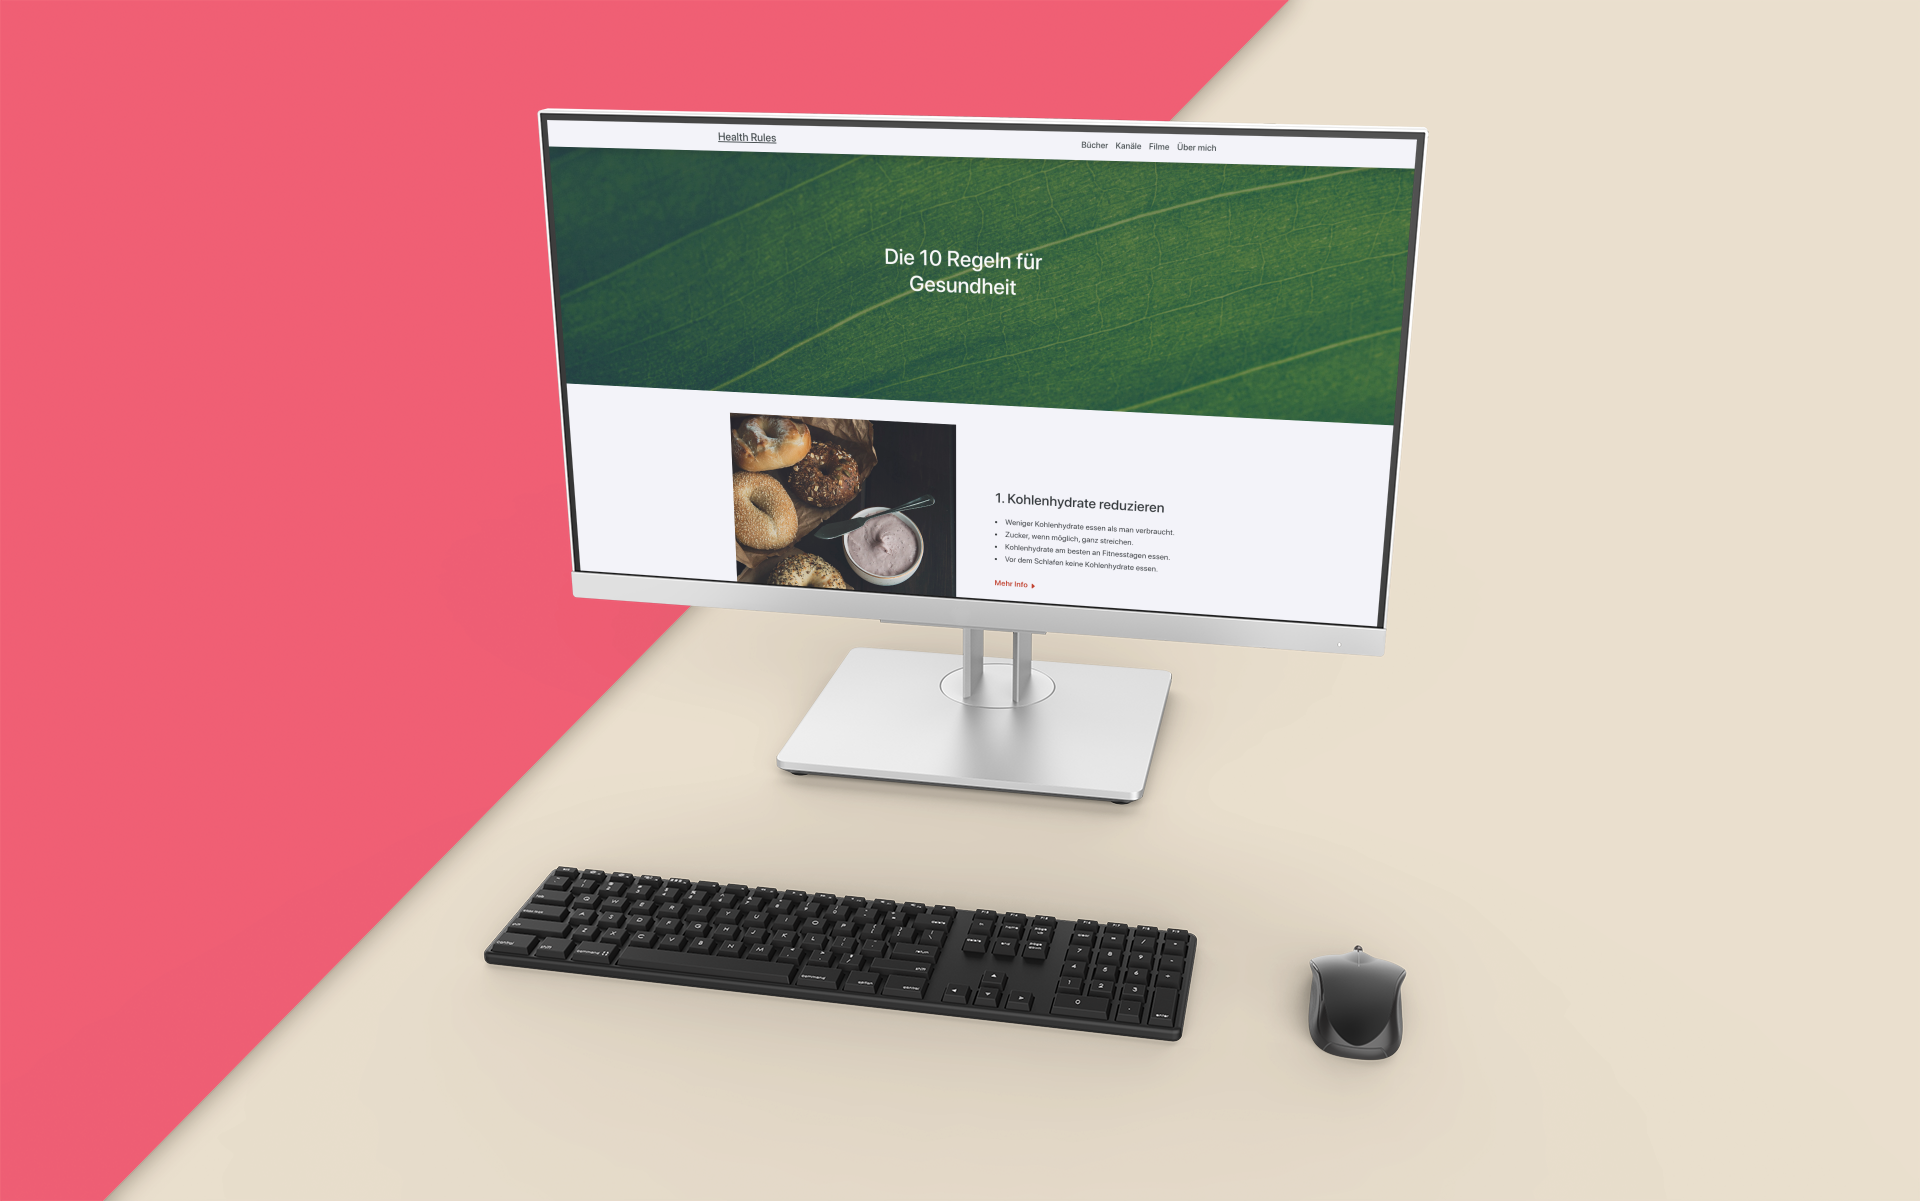 Health Rules
Bücher Kanäle Filme Über mich
Die 10 Regeln für
Gesundheit
1. Kohlenhydrate reduzieren
Weniger Kohlenhydrate essen als man verbraucht.
Zucker, wenn möglich, ganz streichen.
Kohlenhydrate am besten an Fitnesstagen essen.
Vor dem Schlafen keine Kohlenhydrate essen.
Mehr Info